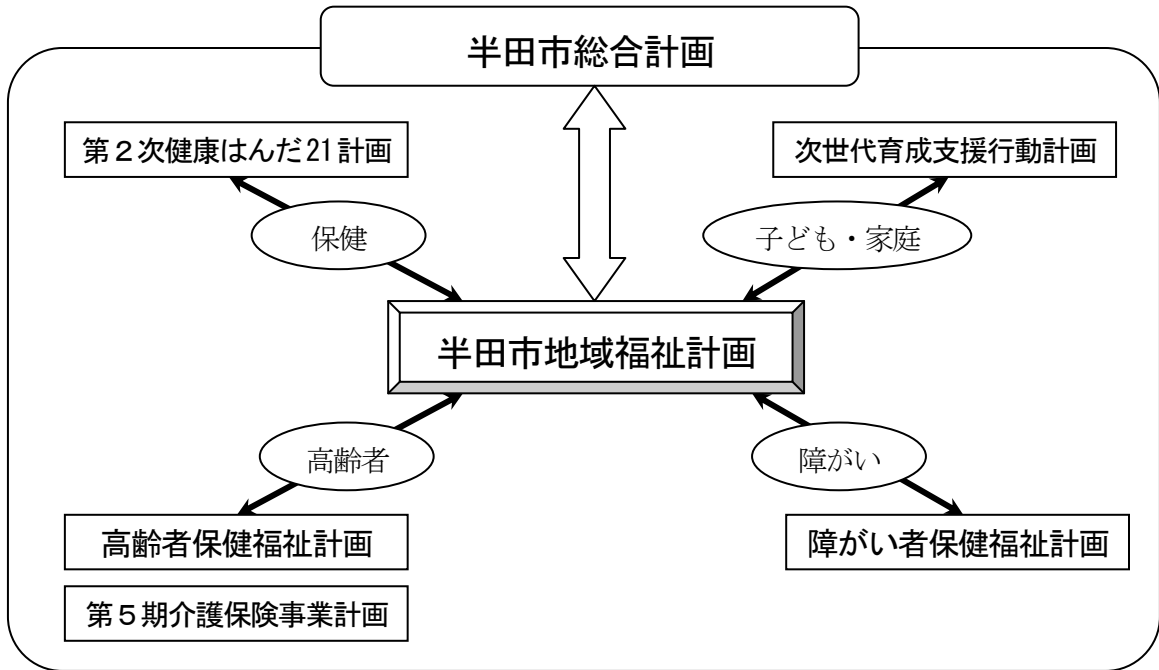 半田市総合計画
第２次健康はんだ21計画
次世代育成支援行動計画
保健
子ども・家庭
半田市地域福祉計画
高齢者
障がい
高齢者保健福祉計画
障がい者保健福祉計画
第５期介護保険事業計画